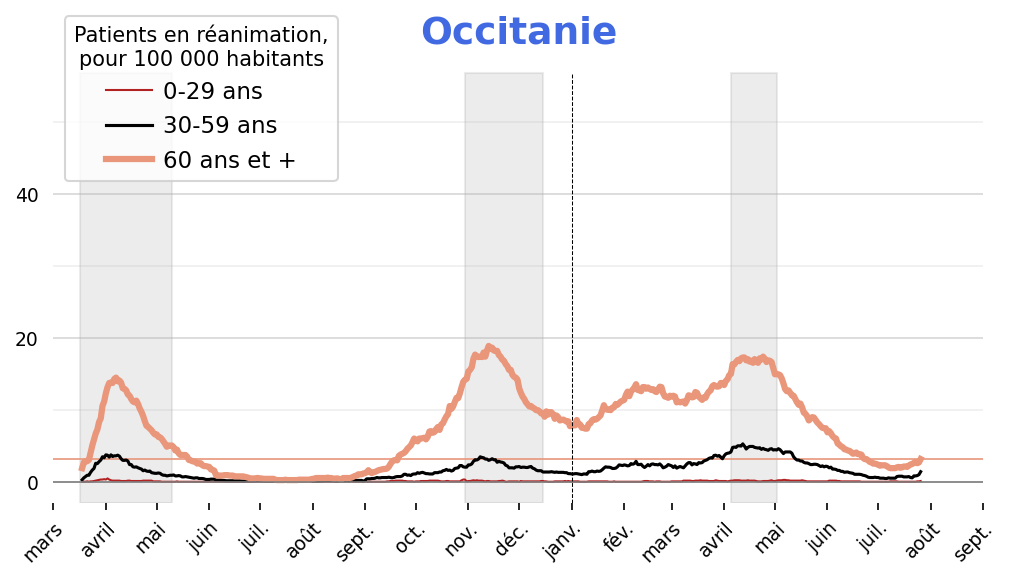 Occitanie
Patients en réanimation,
pour 100 000 habitants
0-29 ans
30-59 ans
60 ans et +
40
20
0
mars
avril
mai
juin
juil.
août
sept.
oct.
nov.
déc.
janv.
fév.
mars
avril
mai
juin
juil.
août
sept.